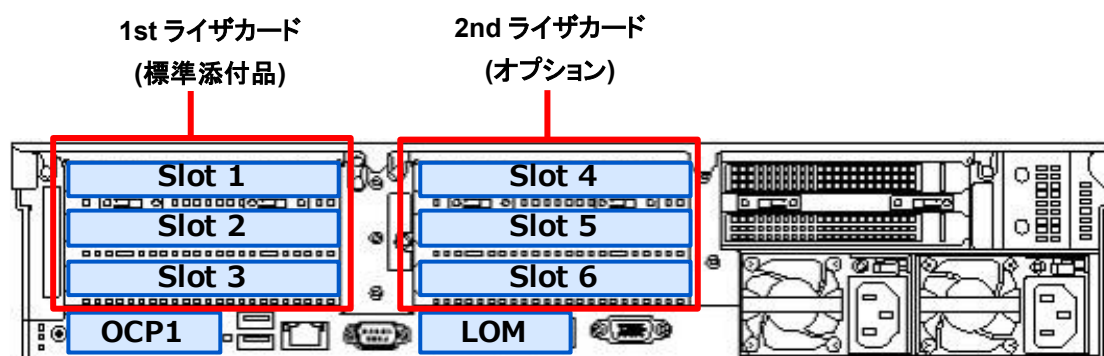 1st ライザカード
(標準添付品)
2nd ライザカード
(オプション)
Slot 1
Slot 2
Slot 3
Slot 4
Slot 5
Slot 6
OCP1
LOM